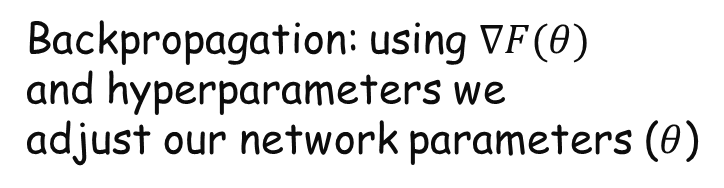 Backpropagation: using ∇F(θ)
and hyperparameters we
adjust our network parameters (θ)